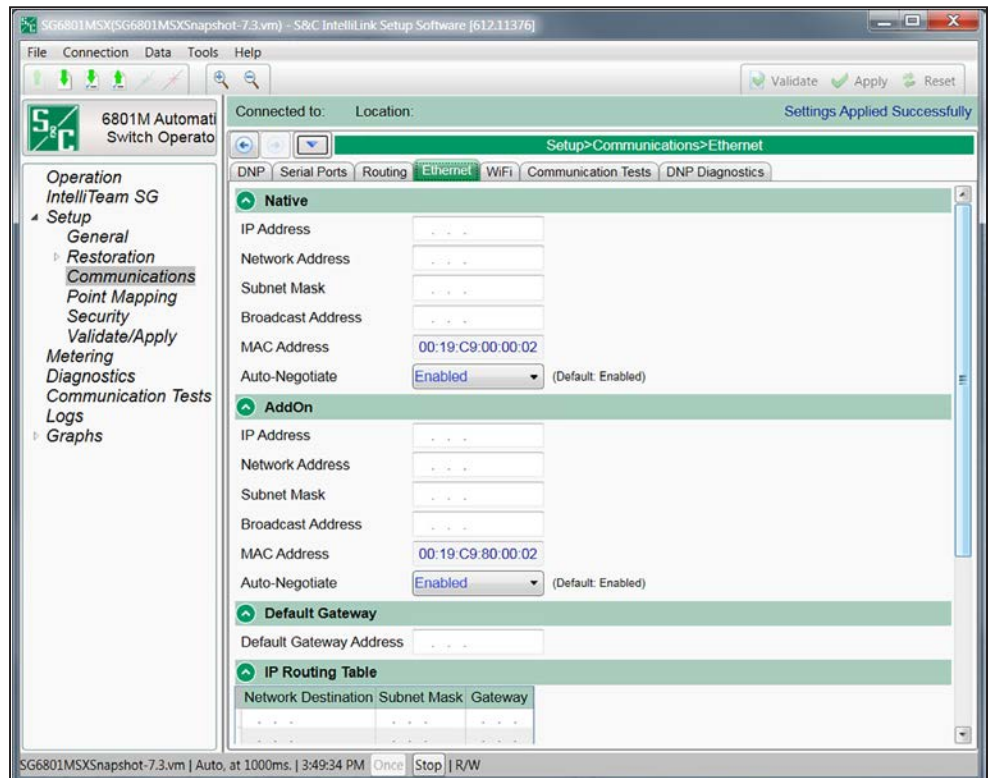 SG6801MSX(SG6801MSXSnapshot-7.3.vm) - S&C IntelliLink Setup Software [612.11376]
File Connection Data Tools Help
Validate Apply Reset
S&C
6801M Automati
Switch Operato
Connected to: Location: Settings Applied Successfully
Setup>Communications>Ethernet
DNP Serial Ports Routing Ethernet WiFi Communication Tests DNP Diagnostics
Operation
IntelliTeam SG
Setup
General
Restoration
Communications
Point Mapping
Security
Validate/Apply
Metering
Diagnostics
Communication Tests
Logs
Graphs
Native
IP Address . . .
Network Address . . .
Subnet Mask . . .
Broadcast Address . . .
MAC Address 00:19:C9:00:00:02
Auto-Negotiate Enabled (Default: Enabled)
AddOn
IP Address . . .
Network Address . . .
Subnet Mask . . .
Broadcast Address . . .
MAC Address 00:19:C9:80:00:02
Auto-Negotiate Enabled (Default: Enabled)
Default Gateway
Default Gateway Address . . .
IP Routing Table
Network Destination Subnet Mask Gateway
. . . . . . . . .
. . . . . . . . .
SG6801MSXSnapshot-7.3.vm | Auto, at 1000ms. | 3:49:34 PM Once Stop | R/W